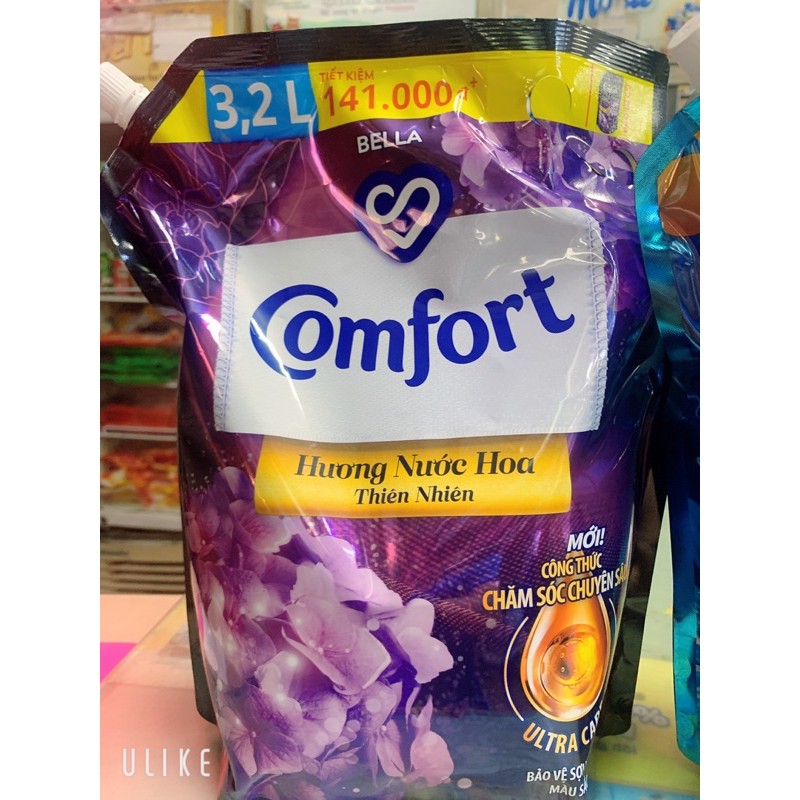 3,2 L
TIẾT KIỆM
141.000đ+
BELLA
Comfort
Hương Nước Hoa
Thiên Nhiên
MỚI!
CÔNG THỨC
CHĂM SÓC CHUYÊN SÂU
ULTRA CARE
BẢO VỆ SỢI
MÀU
ULIKE